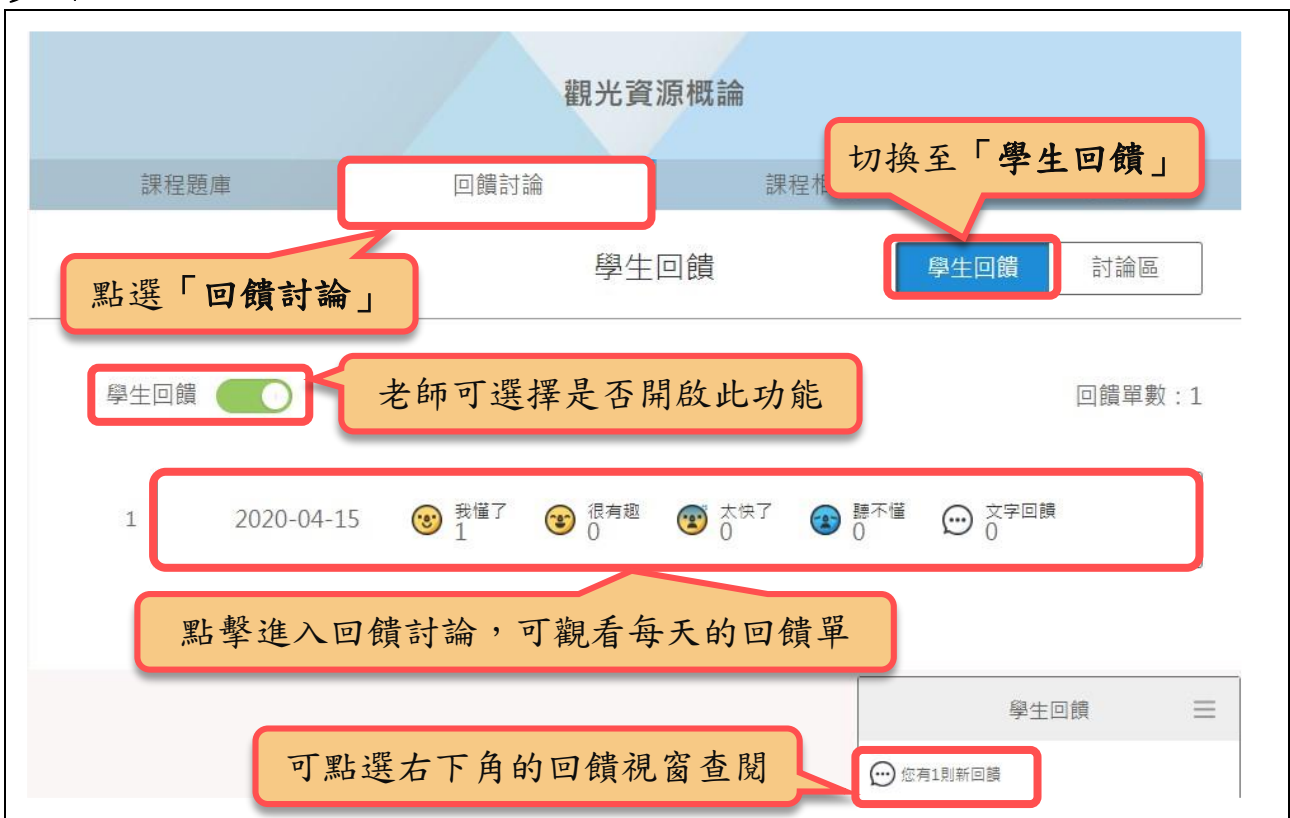 觀光資源概論
切換至「學生回饋」
課程題庫
回饋討論
課程相
學生回饋
學生回饋
討論區
點選「回饋討論」
學生回饋
老師可選擇是否開啟此功能
回饋單數：1
1
2020-04-15
我懂了
1
很有趣
0
太快了
0
聽不懂
0
文字回饋
0
點擊進入回饋討論，可觀看每天的回饋單
學生回饋
可點選右下角的回饋視窗查閱
您有1則新回饋